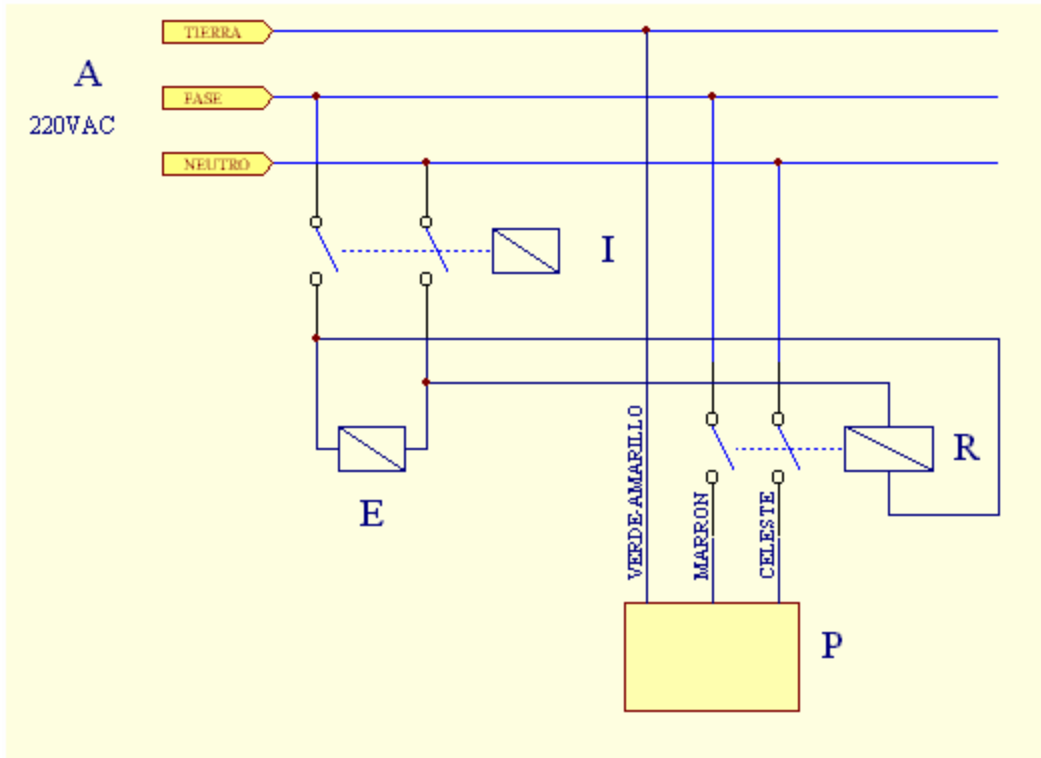 TIERRA
A
FASE
220VAC
NEUTRO
I
VERDE-AMARILLO
MARRON
CELESTE
R
E
P